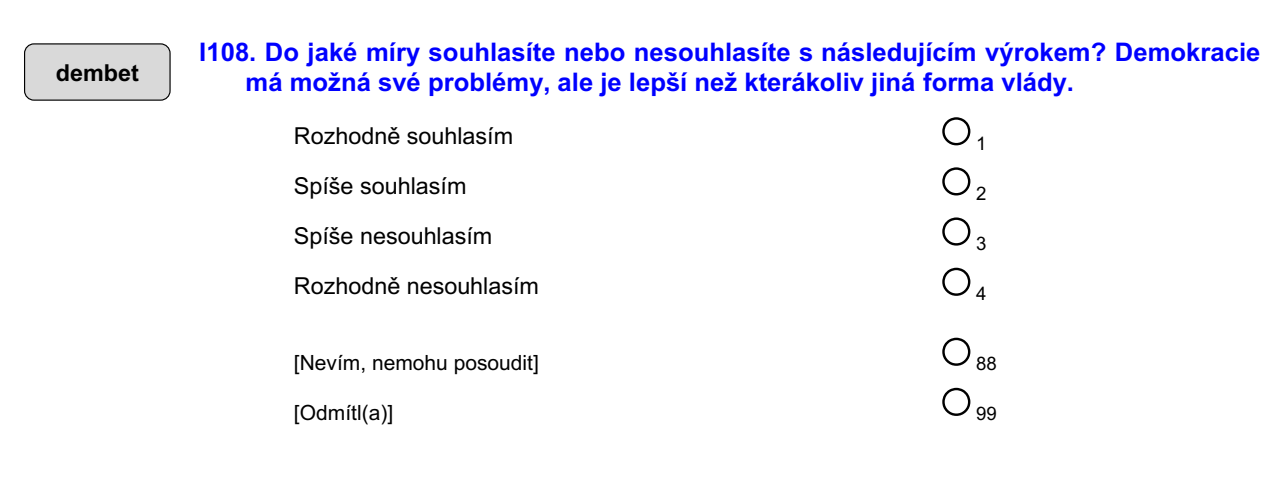 dembet
I108. Do jaké míry souhlasíte nebo nesouhlasíte s následujícím výrokem? Demokracie
má možná své problémy, ale je lepší než kterákoliv jiná forma vlády.
Rozhodně souhlasím 1
Spíše souhlasím 2
Spíše nesouhlasím 3
Rozhodně nesouhlasím 4
[Nevím, nemohu posoudit] 88
[Odmítl(a)] 99